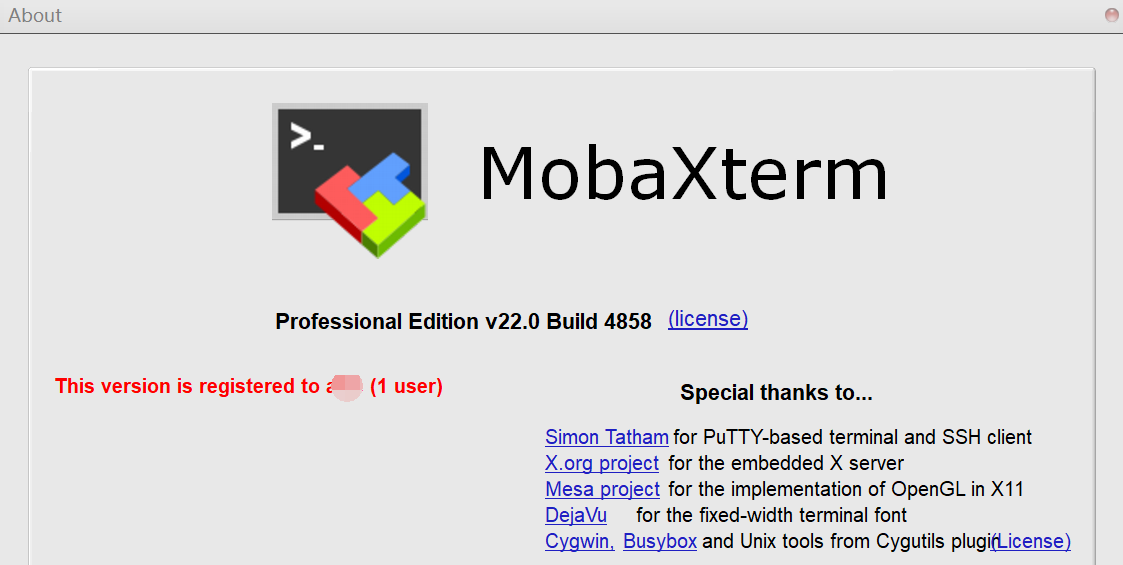 About
>_
MobaXterm
Professional Edition v22.0 Build 4858 (license)
This version is registered to (1 user)
Special thanks to...
Simon Tatham for PuTTY-based terminal and SSH client
X.org project for the embedded X server
Mesa project for the implementation of OpenGL in X11
DejaVu for the fixed-width terminal font
Cygwin, Busybox and Unix tools from Cygutils plugin (License)